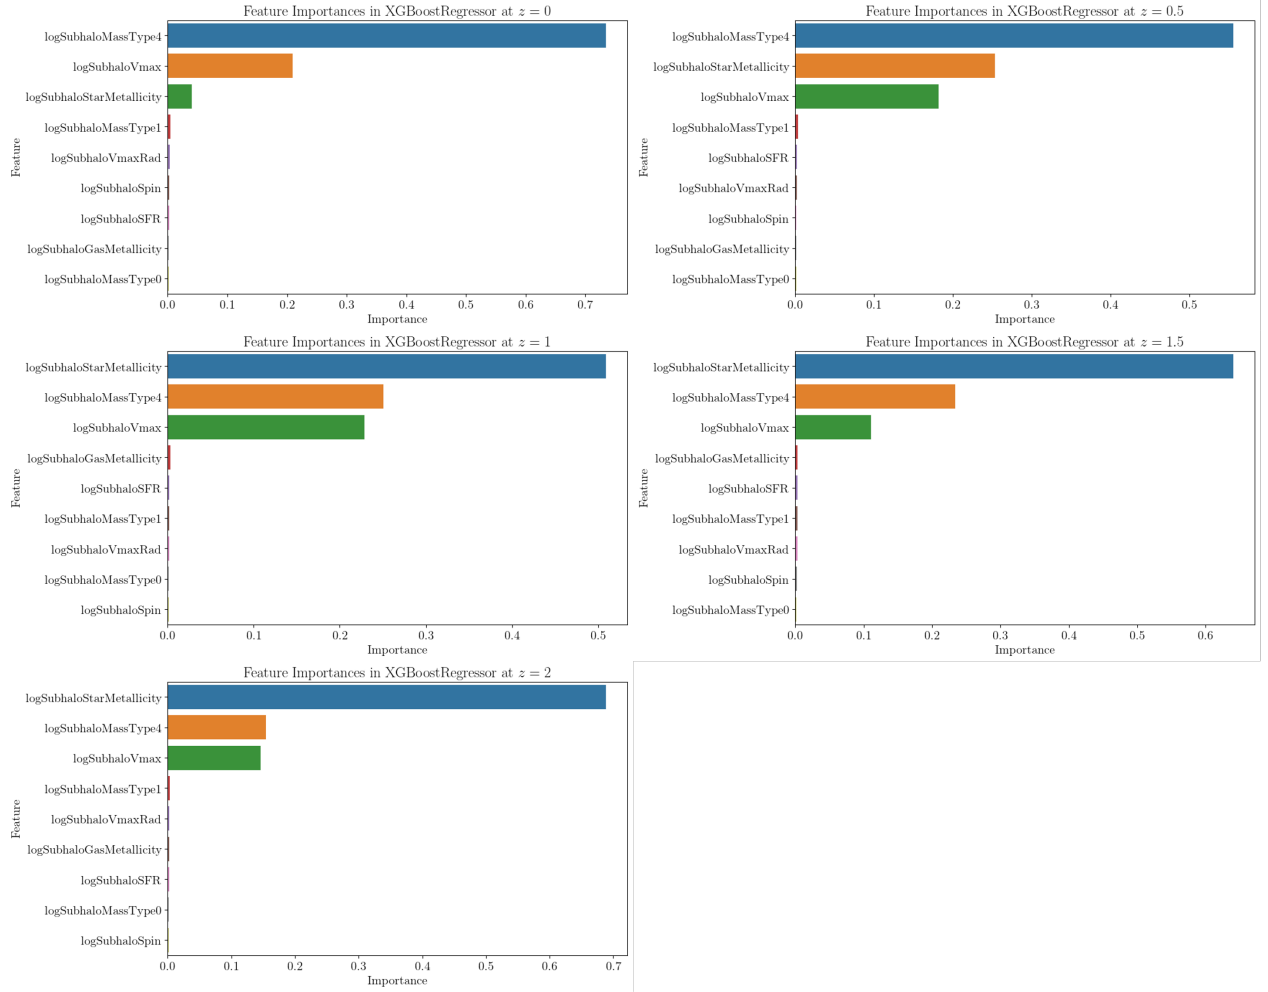 Feature Importances in XGBoostRegressor at z = 0
Feature
logSubhaloMassType4
logSubhaloVmax
logSubhaloStarMetallicity
logSubhaloMassType1
logSubhaloVmaxRad
logSubhaloSpin
logSubhaloSFR
logSubhaloGasMetallicity
logSubhaloMassType0
0.0 0.1 0.2 0.3 0.4 0.5 0.6 0.7
Importance
Feature Importances in XGBoostRegressor at z = 0.5
Feature
logSubhaloMassType4
logSubhaloStarMetallicity
logSubhaloVmax
logSubhaloMassType1
logSubhaloSFR
logSubhaloVmaxRad
logSubhaloSpin
logSubhaloGasMetallicity
logSubhaloMassType0
0.0 0.1 0.2 0.3 0.4 0.5
Importance
Feature Importances in XGBoostRegressor at z = 1
Feature
logSubhaloStarMetallicity
logSubhaloMassType4
logSubhaloVmax
logSubhaloGasMetallicity
logSubhaloSFR
logSubhaloMassType1
logSubhaloVmaxRad
logSubhaloMassType0
logSubhaloSpin
0.0 0.1 0.2 0.3 0.4 0.5
Importance
Feature Importances in XGBoostRegressor at z = 1.5
Feature
logSubhaloStarMetallicity
logSubhaloMassType4
logSubhaloVmax
logSubhaloGasMetallicity
logSubhaloSFR
logSubhaloMassType1
logSubhaloVmaxRad
logSubhaloSpin
logSubhaloMassType0
0.0 0.1 0.2 0.3 0.4 0.5 0.6
Importance
Feature Importances in XGBoostRegressor at z = 2
Feature
logSubhaloStarMetallicity
logSubhaloMassType4
logSubhaloVmax
logSubhaloMassType1
logSubhaloVmaxRad
logSubhaloGasMetallicity
logSubhaloSFR
logSubhaloMassType0
logSubhaloSpin
0.0 0.1 0.2 0.3 0.4 0.5 0.6 0.7
Importance